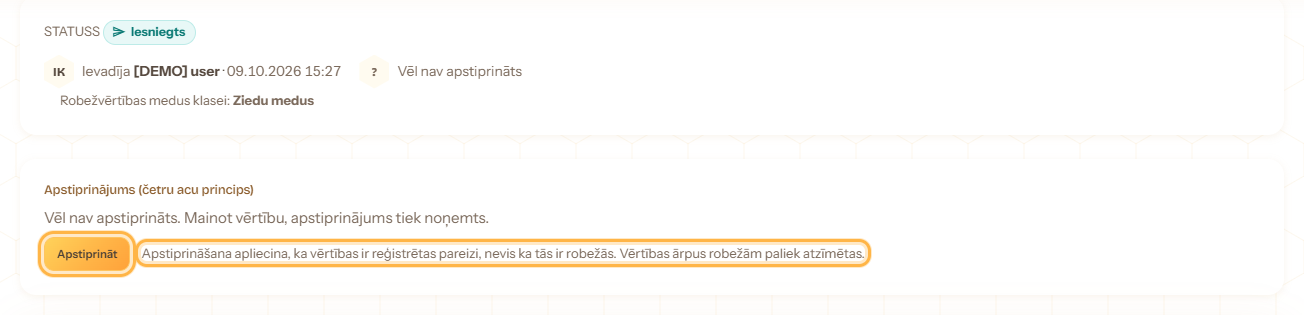 STATUSS Iesniegts
IK Ievadīja [DEMO] user · 09.10.2026 15:27 ? Vēl nav apstiprināts
Robežvērtības medus klasei: Ziedu medus
Apstiprinājums (četru acu princips)
Vēl nav apstiprināts. Mainot vērtību, apstiprinājums tiek noņemts.
Apstiprināt Apstiprināšana apliecina, ka vērtības ir reģistrētas pareizi, nevis ka tās ir robežās. Vērtības ārpus robežām paliek atzīmētas.